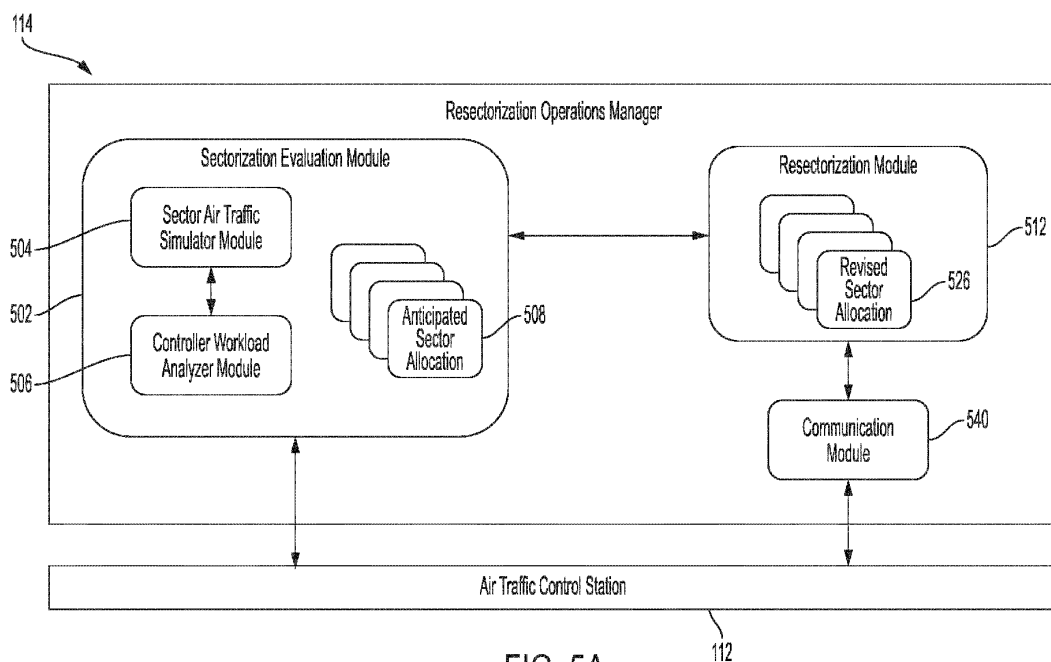 114
Resectorization Operations Manager
Sectorization Evaluation Module
Resectorization Module
Sector Air Traffic
Simulator Module
504
512
502
Anticipated
Sector
Allocation
508
Revised
Sector
Allocation
526
Controller Workload
Analyzer Module
506
Communication
Module
540
Air Traffic Control Station
112
FIG. 5A